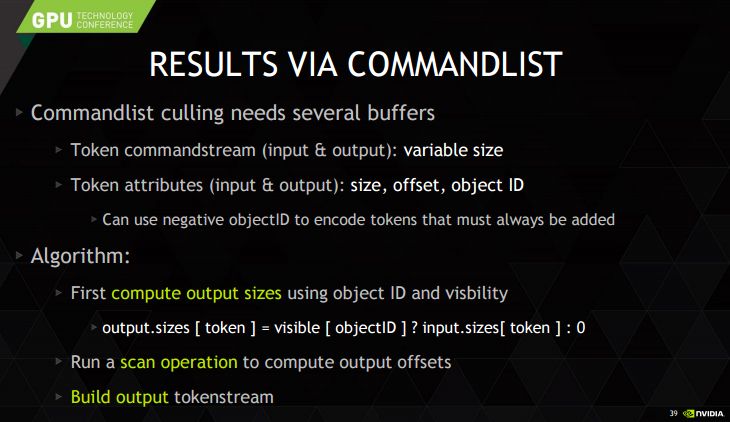 GPU TECHNOLOGY
CONFERENCE
RESULTS VIA COMMANDLIST
Commandlist culling needs several buffers
Token commandstream (input & output): variable size
Token attributes (input & output): size, offset, object ID
Can use negative objectID to encode tokens that must always be added
Algorithm:
First compute output sizes using object ID and visbility
output.sizes [ token ] = visible [ objectID ] ? input.sizes[ token ] : 0
Run a scan operation to compute output offsets
Build output tokenstream
39 NVIDIA.